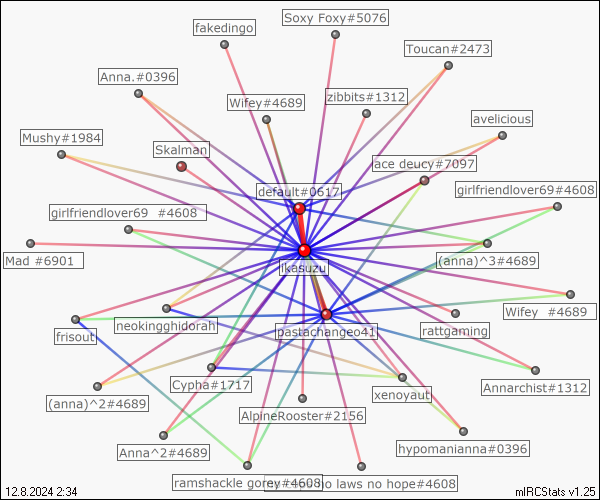 Soxy Foxy#5076
fakedingo
Toucan#2473
Anna.#0396
Wifey#4689
zibbits#1312
avelicious
Mushy#1984
Skalman
ace deucy#7097
default#0617
girlfriendlover69#4608
girlfriendlover69 #4608
Mad #6901
(anna)^3#4689
ikasuzu
Wifey #4689
neokingghidorah
pastachangeo41
rattgaming
frisout
Cypha#1717
xenoyaut
Annarchist#1312
(anna)^2#4689
AlpineRooster#2156
Anna^2#4689
hypomanianna#0396
ramshackle gorey#4608
no laws no hope#4608
12.8.2024 2:34
mIRCStats v1.25